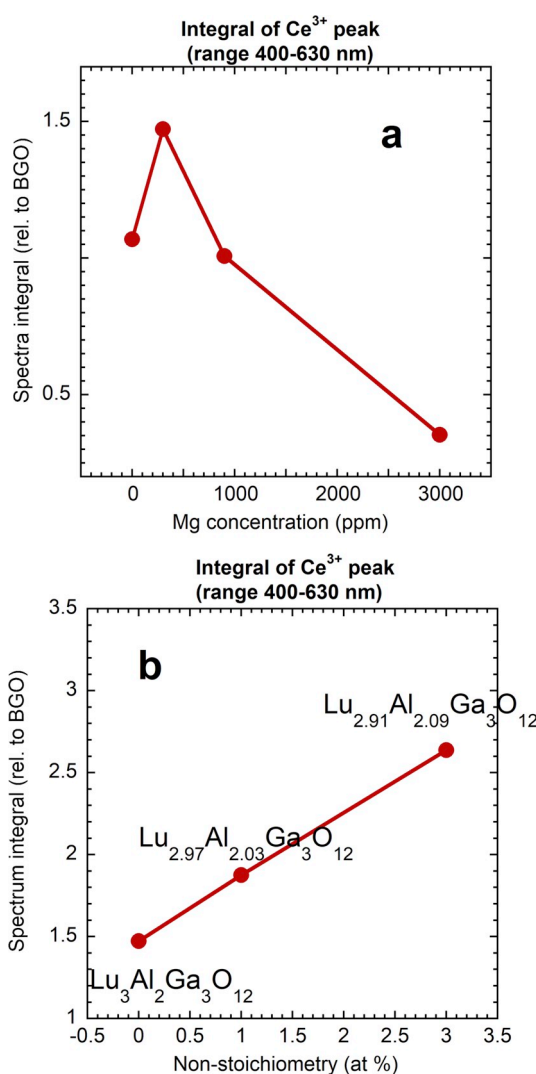 Integral of Ce³⁺ peak
(range 400-630 nm)
a
1.5
0.5
Spectra integral (rel. to BGO)
0 1000 2000 3000
Mg concentration (ppm)
Integral of Ce³⁺ peak
(range 400-630 nm)
b
3.5
3
2.5
2
1.5
1
Spectrum integral (rel. to BGO)
Lu₂.₉₁Al₂.₀₉Ga₃O₁₂
Lu₂.₉₇Al₂.₀₃Ga₃O₁₂
Lu₃Al₂Ga₃O₁₂
-0.5 0 0.5 1 1.5 2 2.5 3 3.5
Non-stoichiometry (at %)